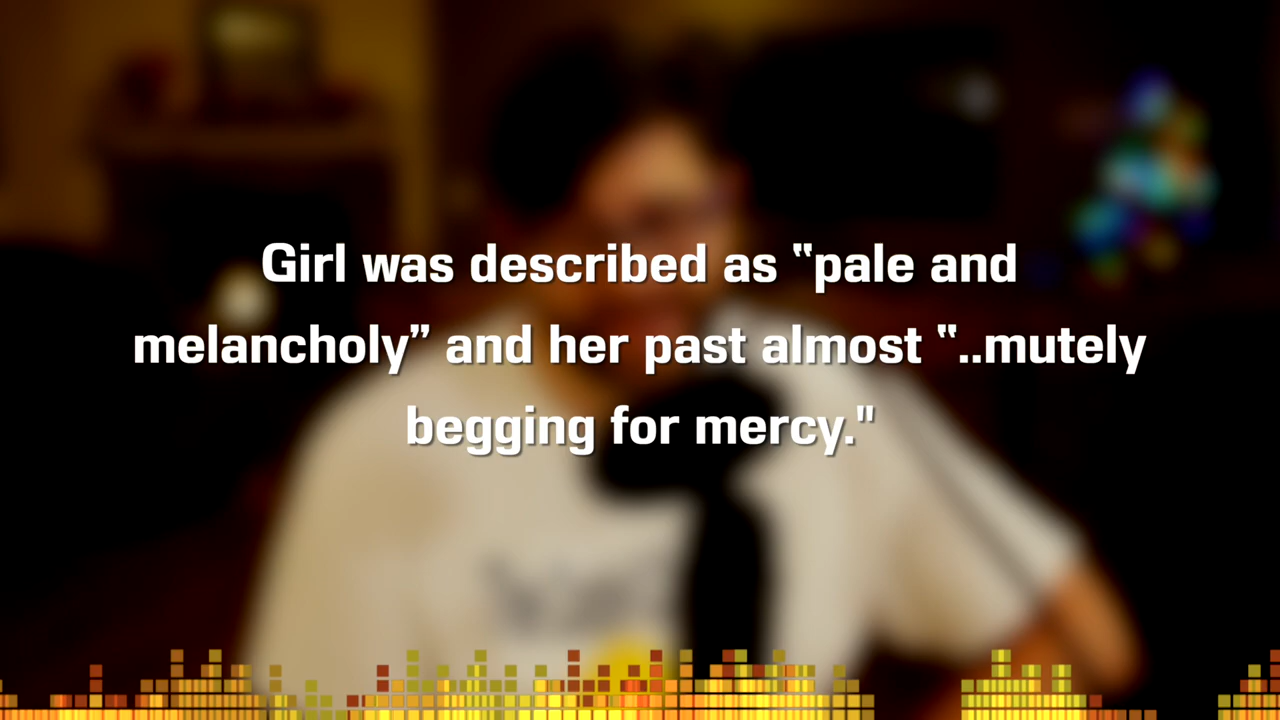 Girl was described as “pale and
melancholy” and her past almost “..mutely
begging for mercy."